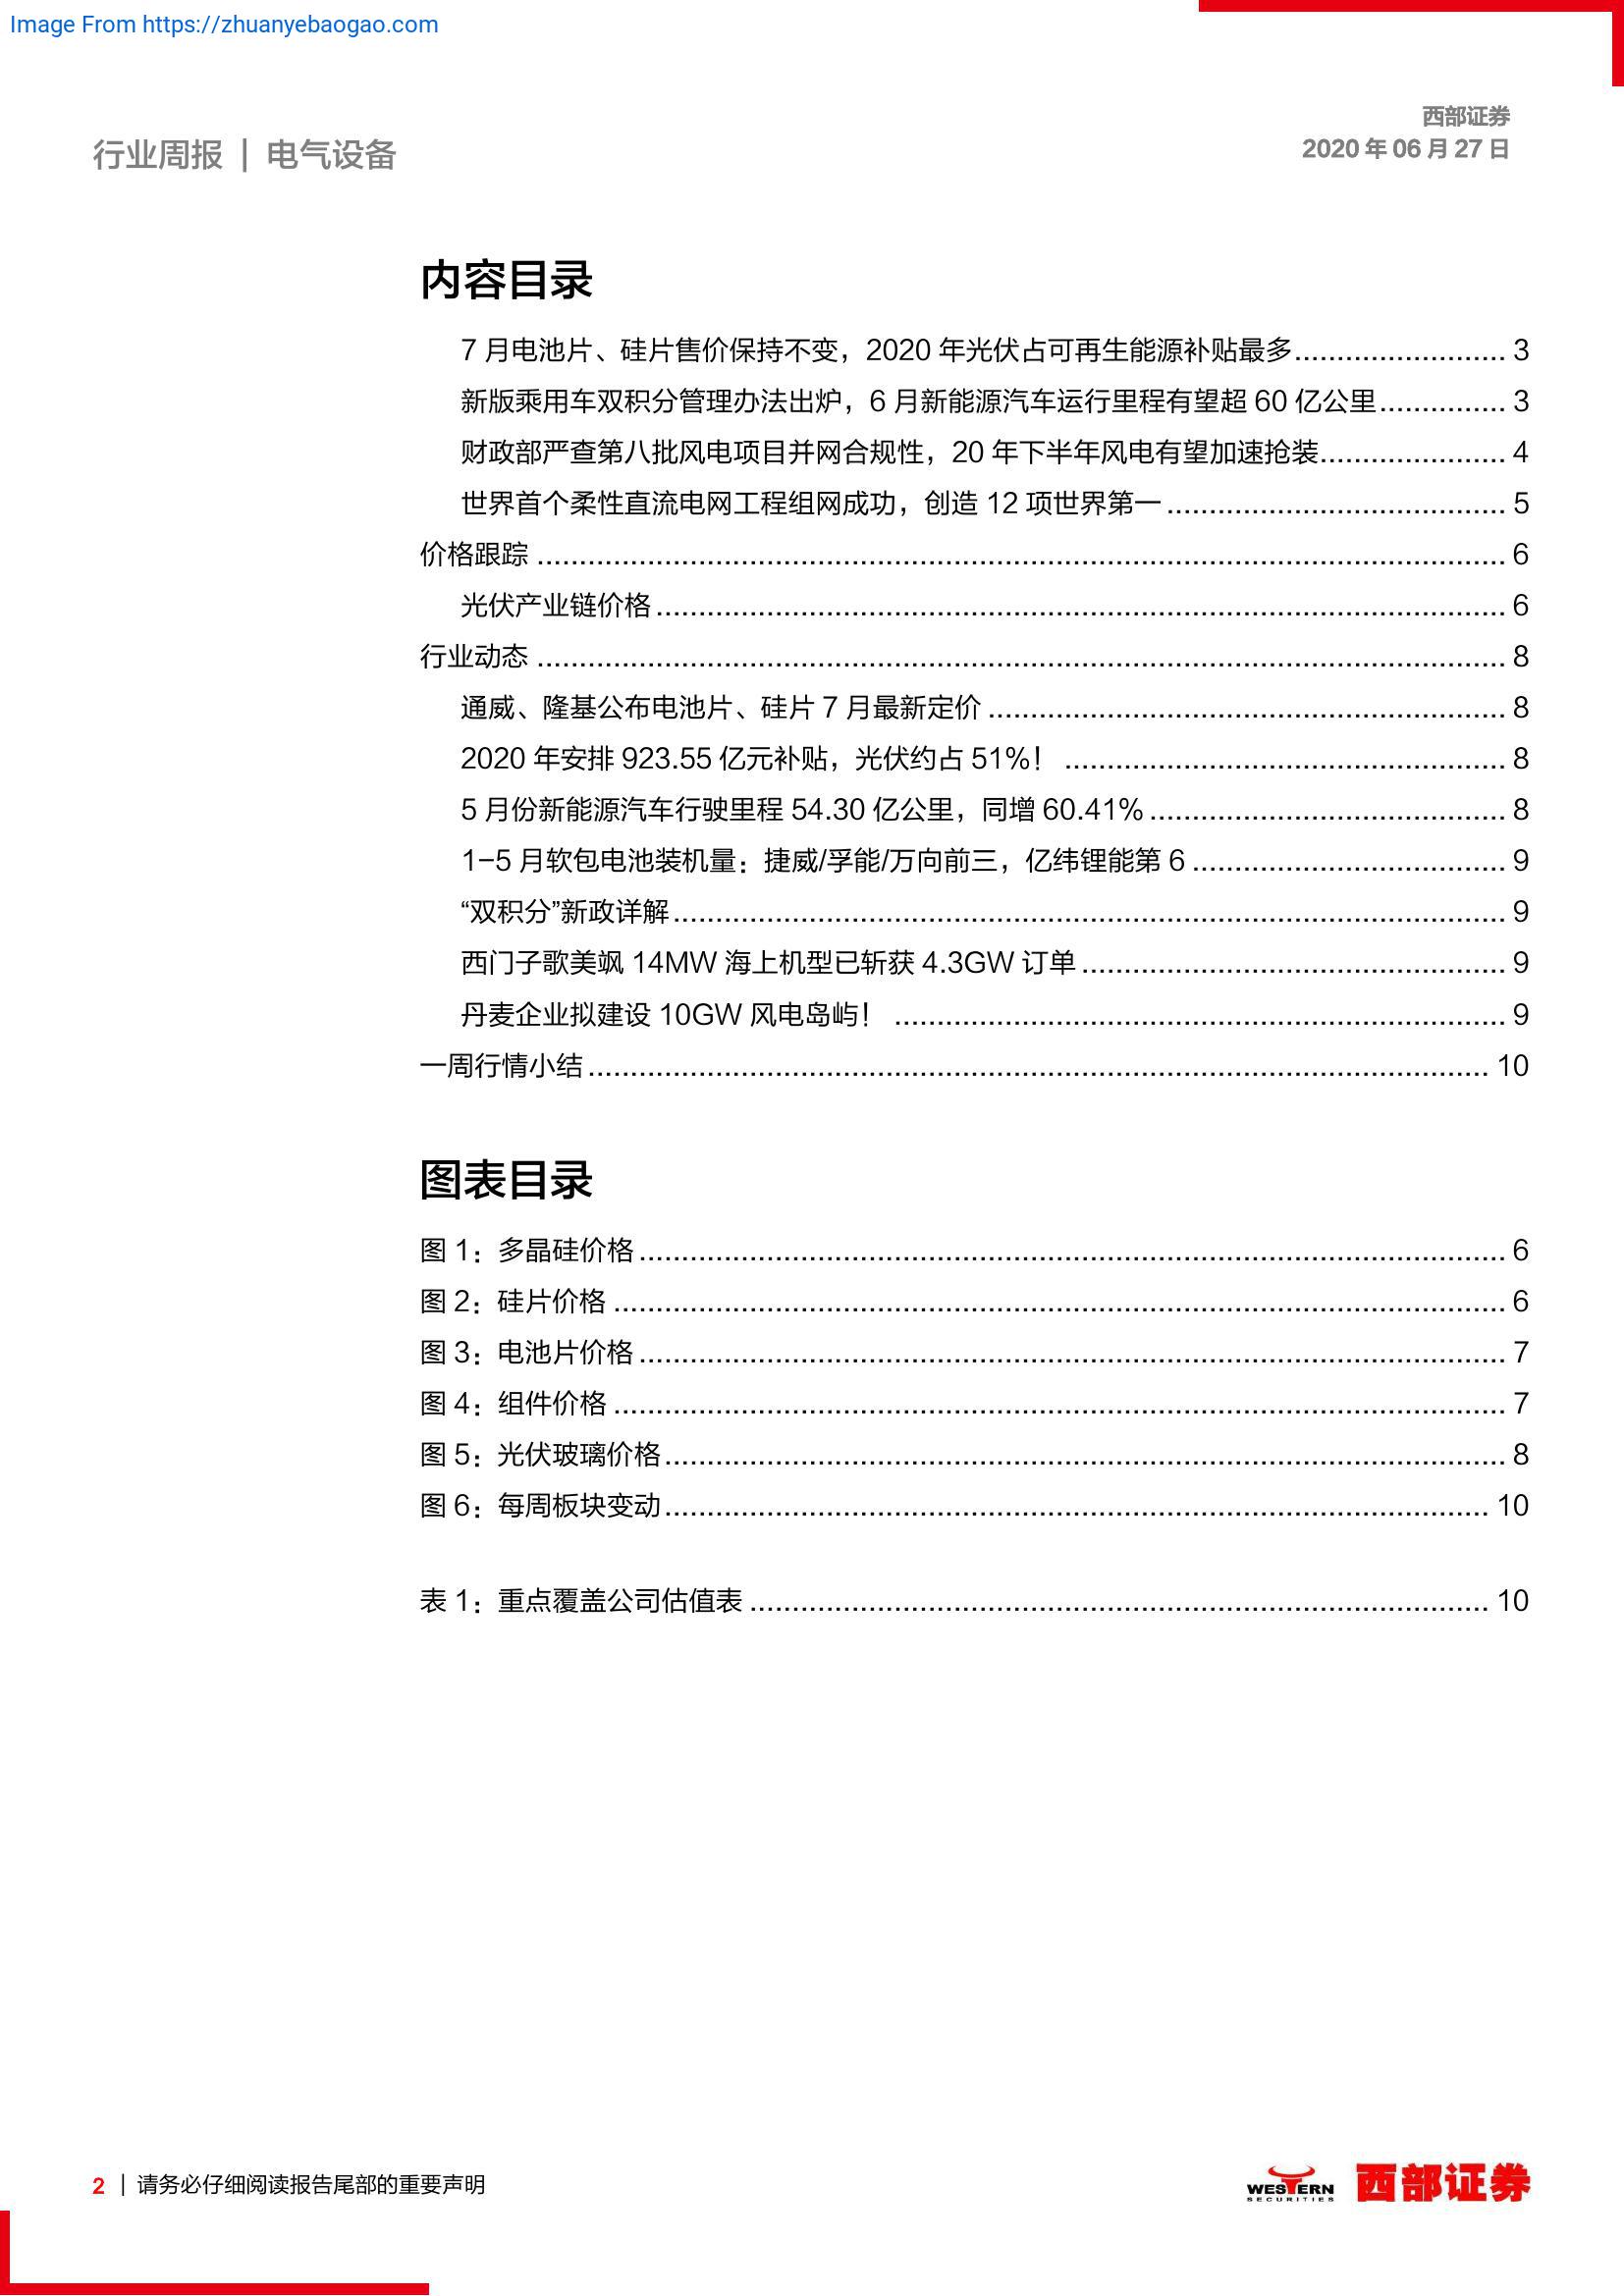 Image From https://zhuanyebaogao.com
西部证券
行业周报 | 电气设备
2020 年 06 月 27 日
内容目录
7 月电池片、硅片售价保持不变，2020 年光伏占可再生能源补贴最多......................... 3
新版乘用车双积分管理办法出炉，6 月新能源汽车运行里程有望超 60 亿公里............... 3
财政部严查第八批风电项目并网合规性，20 年下半年风电有望加速抢装...................... 4
世界首个柔性直流电网工程组网成功，创造 12 项世界第一........................................ 5
价格跟踪 .................................................................................................................. 6
光伏产业链价格.................................................................................................... 6
行业动态 .................................................................................................................. 8
通威、隆基公布电池片、硅片 7 月最新定价 ............................................................. 8
2020 年安排 923.55 亿元补贴，光伏约占 51%！ .................................................... 8
5 月份新能源汽车行驶里程 54.30 亿公里，同增 60.41% .......................................... 8
1-5 月软包电池装机量：捷威/孚能/万向前三，亿纬锂能第 6 ..................................... 9
“双积分”新政详解.................................................................................................. 9
西门子歌美飒 14MW 海上机型已斩获 4.3GW 订单 .................................................. 9
丹麦企业拟建设 10GW 风电岛屿！ ........................................................................ 9
一周行情小结.......................................................................................................... 10
图表目录
图 1：多晶硅价格...................................................................................................... 6
图 2：硅片价格 ......................................................................................................... 6
图 3：电池片价格...................................................................................................... 7
图 4：组件价格 ......................................................................................................... 7
图 5：光伏玻璃价格................................................................................................... 8
图 6：每周板块变动................................................................................................. 10
表 1：重点覆盖公司估值表 ....................................................................................... 10
2 | 请务必仔细阅读报告尾部的重要声明
WESTERN
SECURITIES
西部证券